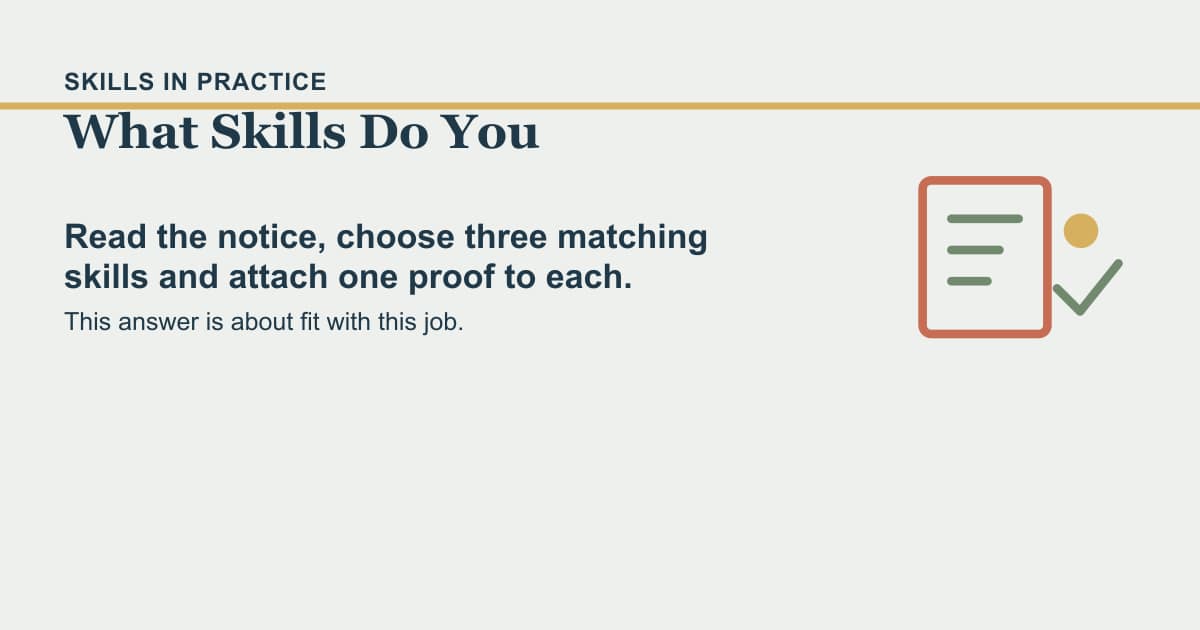 SKILLS IN PRACTICE
What Skills Do You
Read the notice, choose three matching
skills and attach one proof to each.
This answer is about fit with this job.